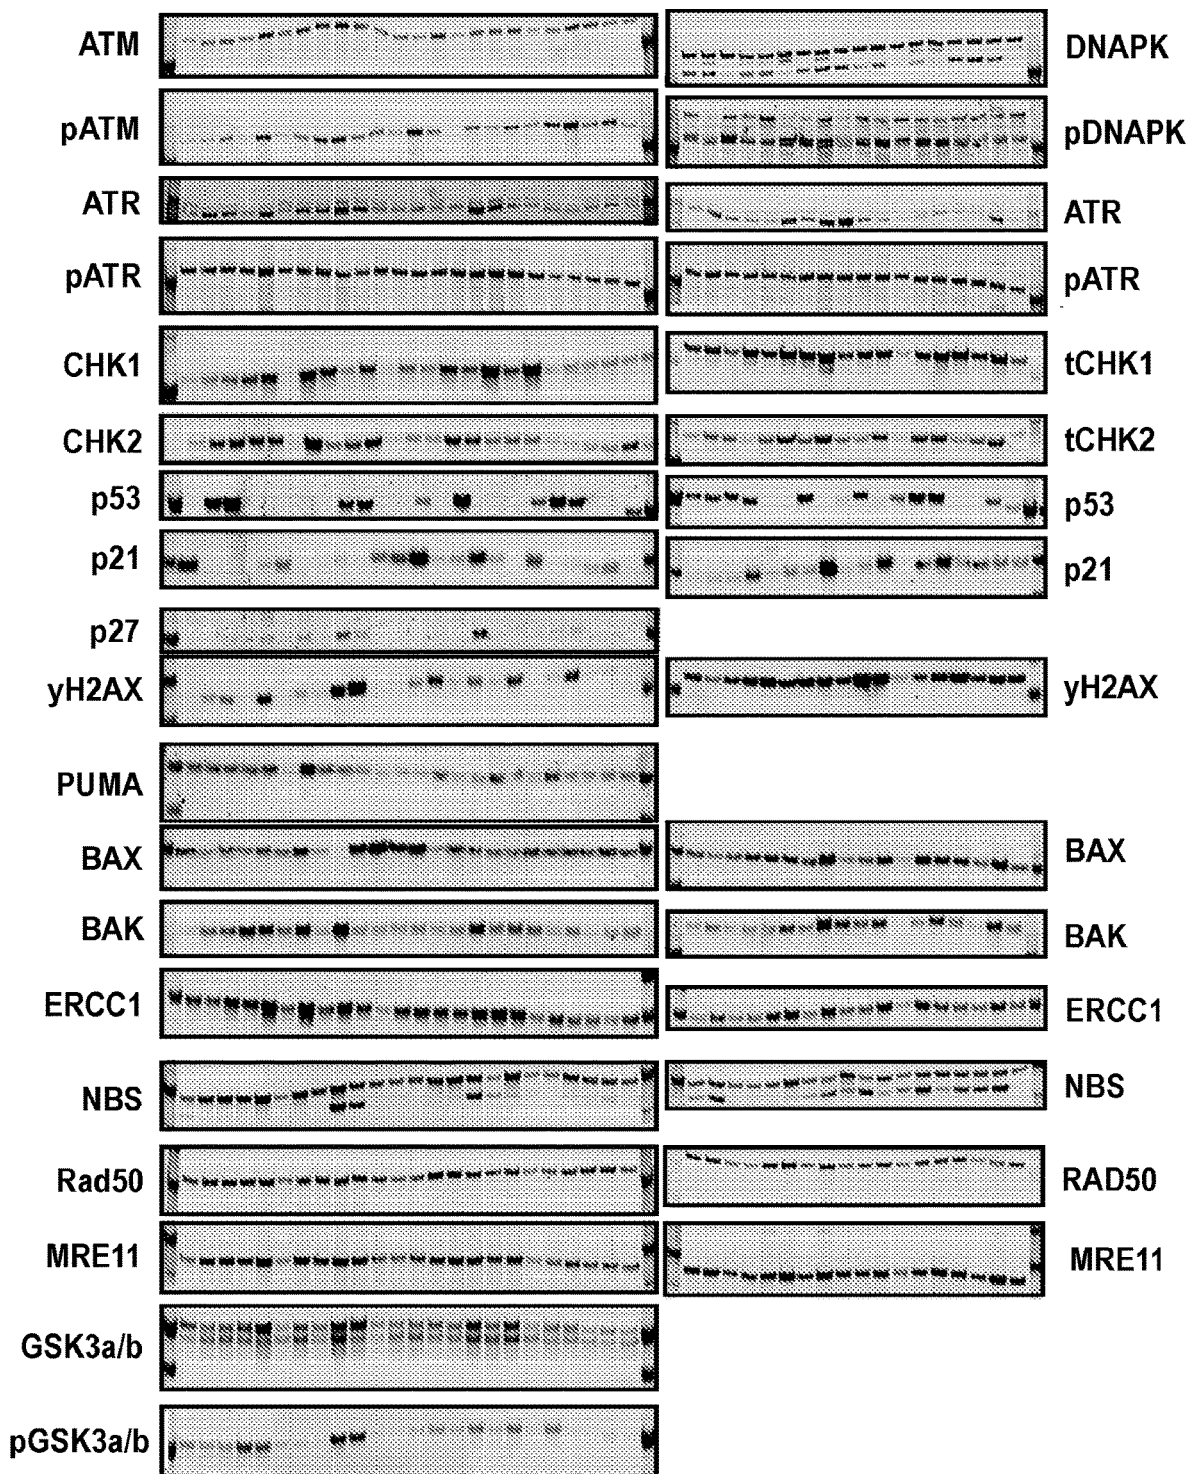 ATM
DNAPK
pATM
pDNAPK
ATR
ATR
pATR
pATR
CHK1
tCHK1
CHK2
tCHK2
p53
p53
p21
p21
p27
yH2AX
yH2AX
PUMA
BAX
BAX
BAK
BAK
ERCC1
ERCC1
NBS
NBS
Rad50
RAD50
MRE11
MRE11
GSK3a/b
pGSK3a/b